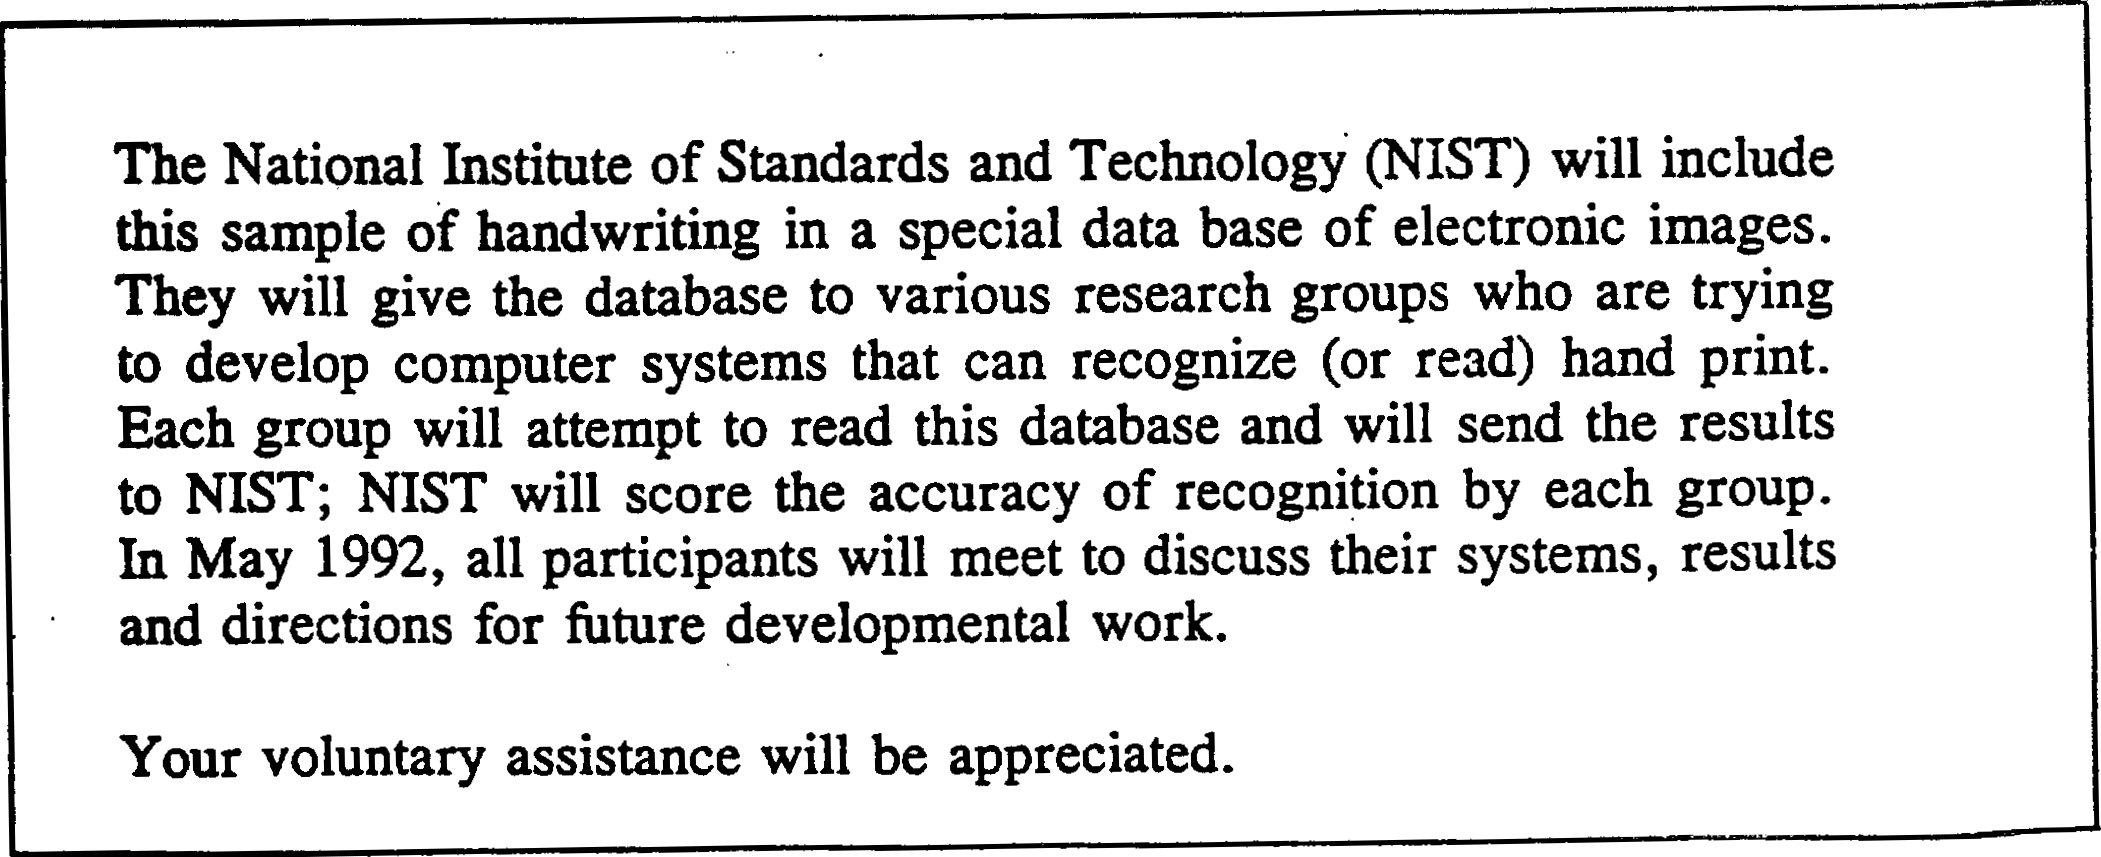 The National Institute of Standards and Technology (NIST) will include
this sample of handwriting in a special data base of electronic images.
They will give the database to various research groups who are trying
to develop computer systems that can recognize (or read) hand print.
Each group will attempt to read this database and will send the results
to NIST; NIST will score the accuracy of recognition by each group.
In May 1992, all participants will meet to discuss their systems, results
and directions for future developmental work.
Your voluntary assistance will be appreciated.